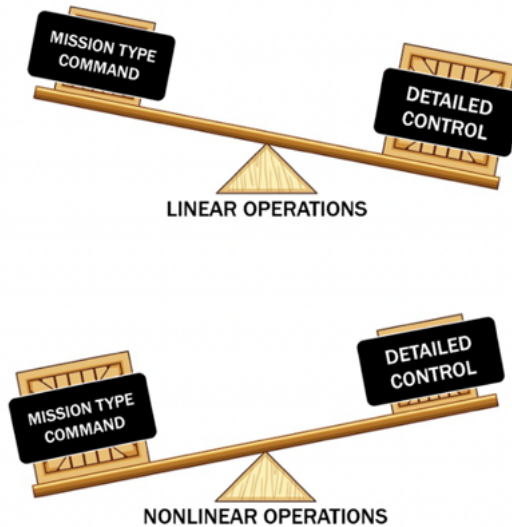 MISSION TYPE
COMMAND
DETAILED
CONTROL
LINEAR OPERATIONS
DETAILED
CONTROL
MISSION TYPE
COMMAND
NONLINEAR OPERATIONS